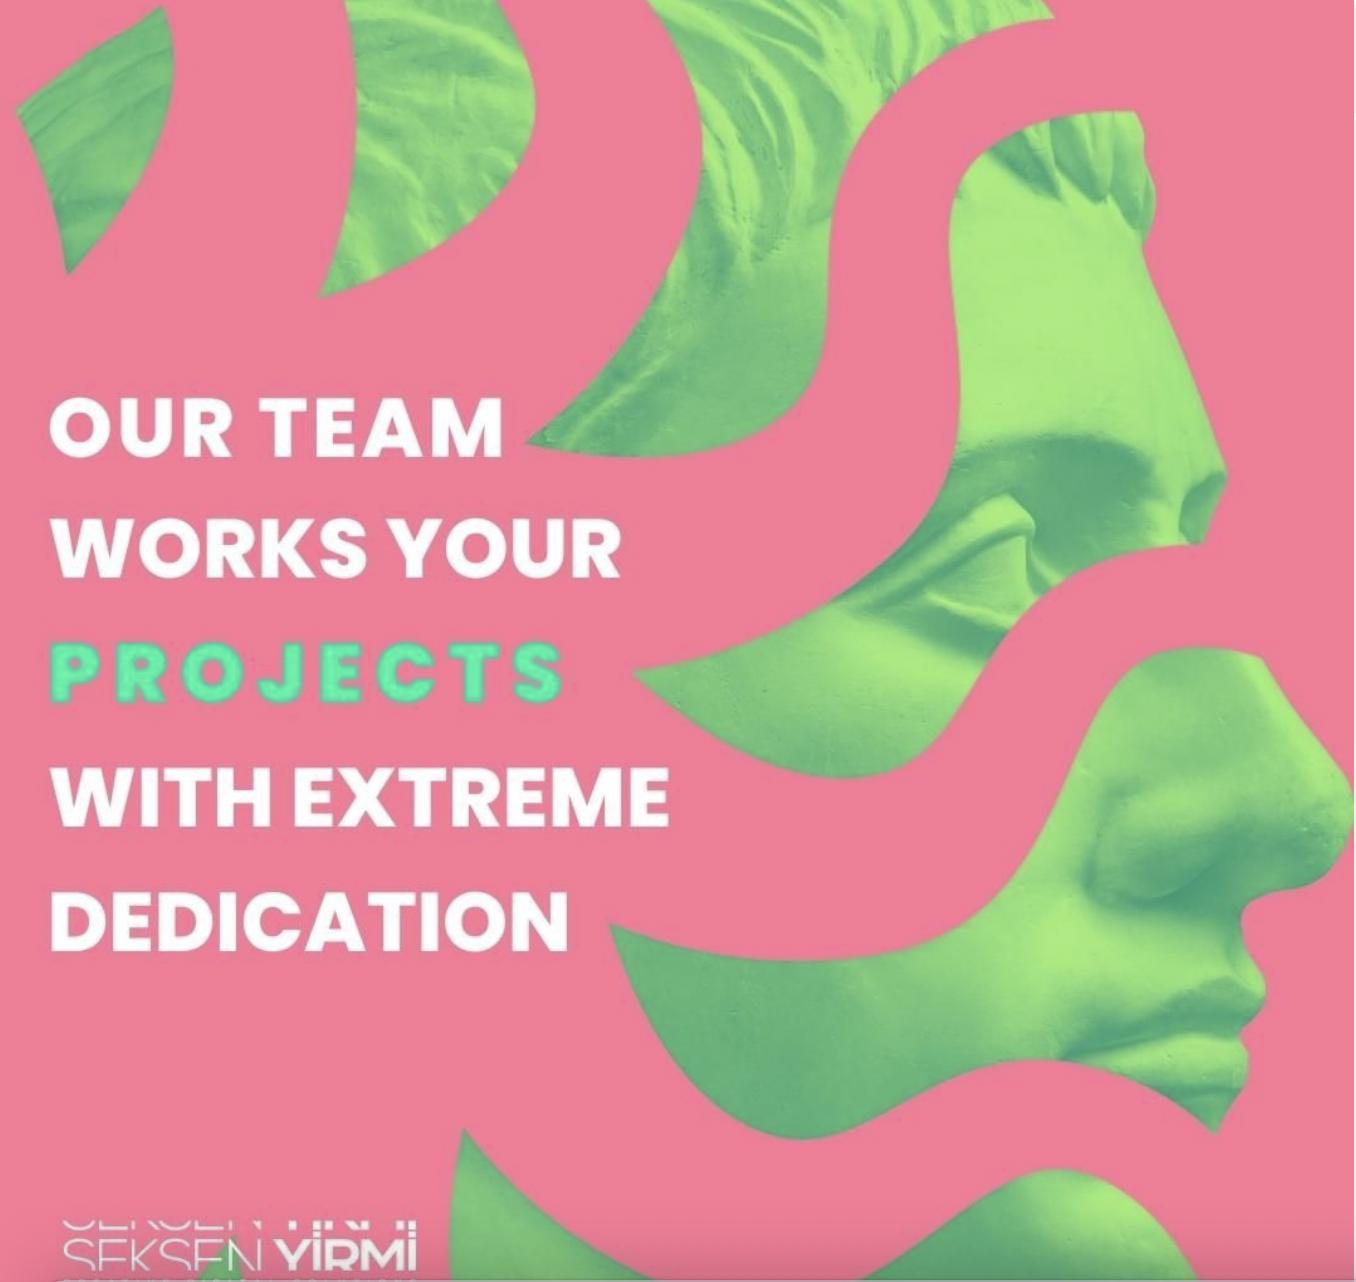 OUR TEAM
WORKS YOUR
PROJECTS
WITH EXTREME
DEDICATION
SEKSEN YİRMİ